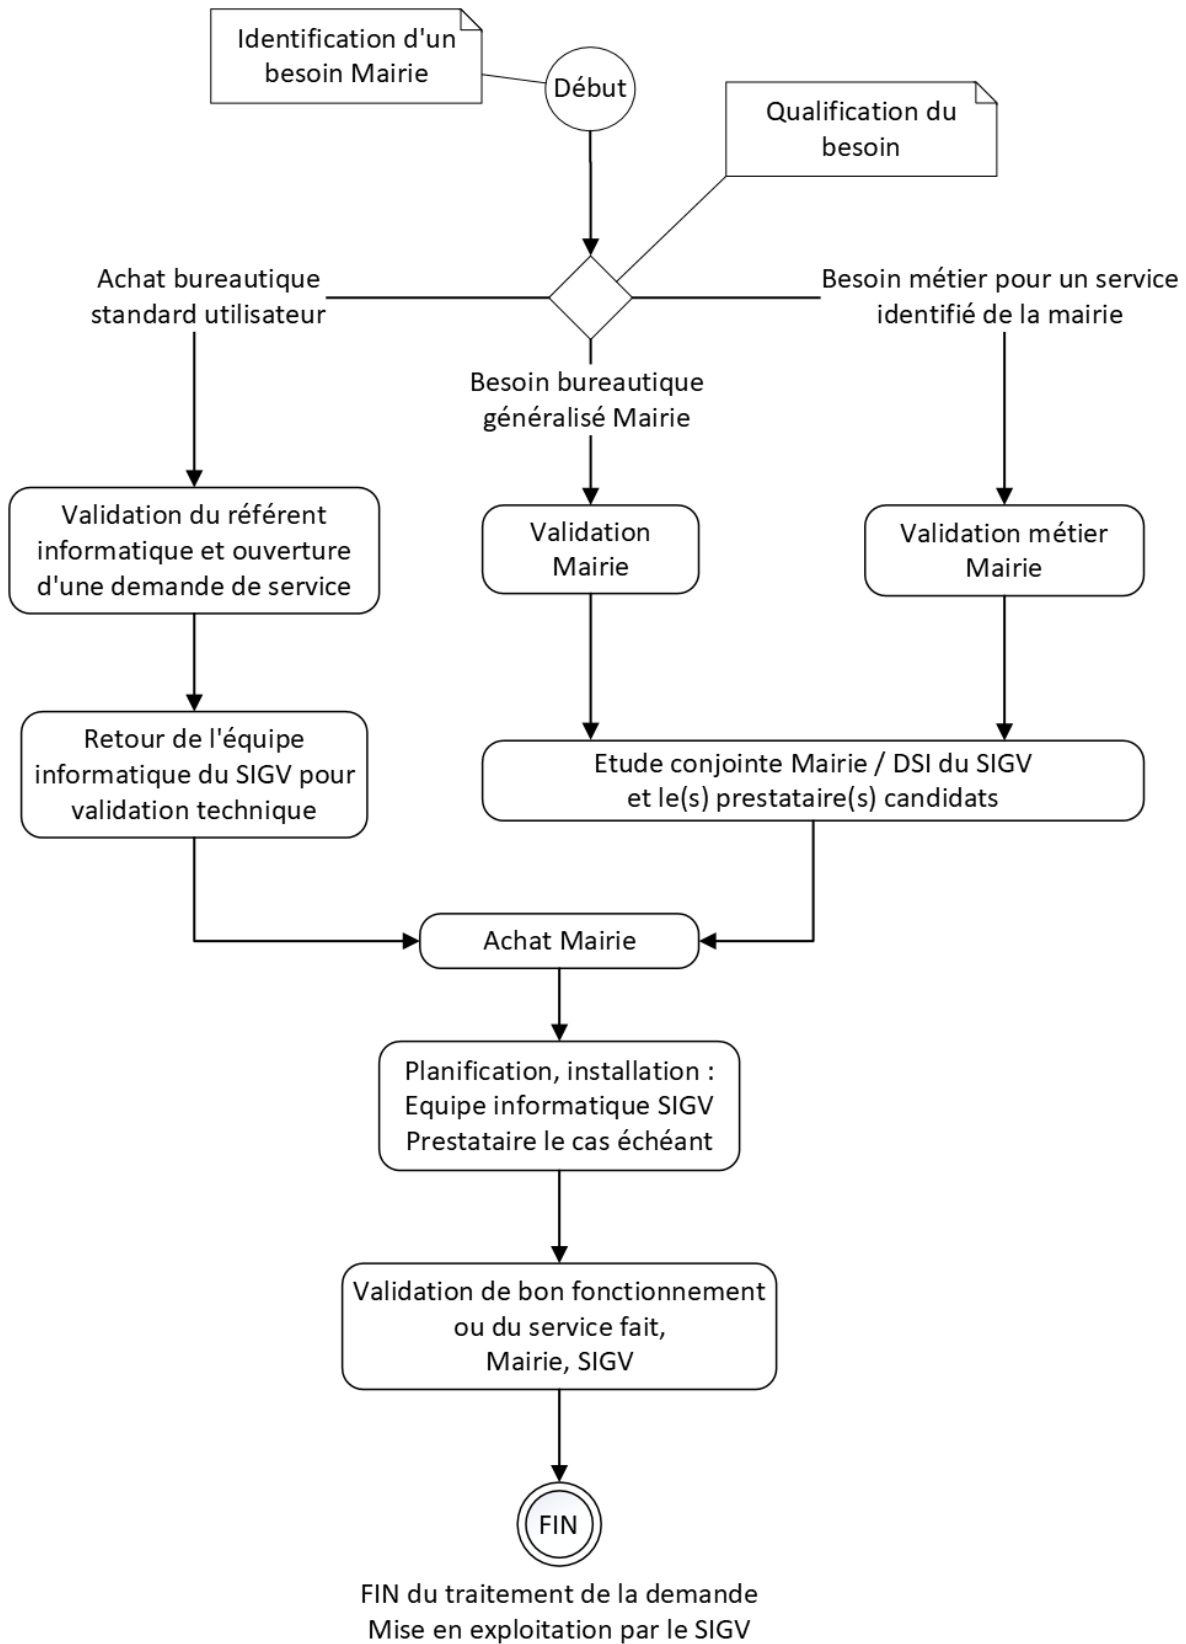 Identification d'un
besoin Mairie
Début
Qualification du
besoin
Achat bureautique
standard utilisateur
Besoin métier pour un service
identifié de la mairie
Besoin bureautique
généralisé Mairie
Validation du référent
informatique et ouverture
d'une demande de service
Validation
Mairie
Validation métier
Mairie
Retour de l'équipe
informatique du SIGV pour
validation technique
Etude conjointe Mairie / DSI du SIGV
et le(s) prestataire(s) candidats
Achat Mairie
Planification, installation :
Equipe informatique SIGV
Prestataire le cas échéant
Validation de bon fonctionnement
ou du service fait,
Mairie, SIGV
FIN
FIN du traitement de la demande
Mise en exploitation par le SIGV